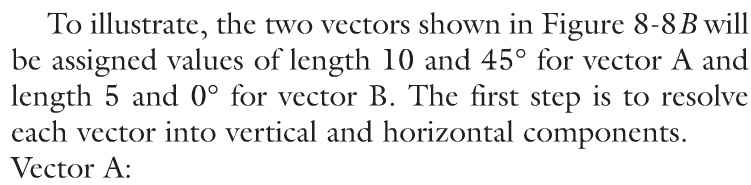 To illustrate, the two vectors shown in Figure 8-8B will
be assigned values of length 10 and 45° for vector A and
length 5 and 0° for vector B. The first step is to resolve
each vector into vertical and horizontal components.
Vector A: